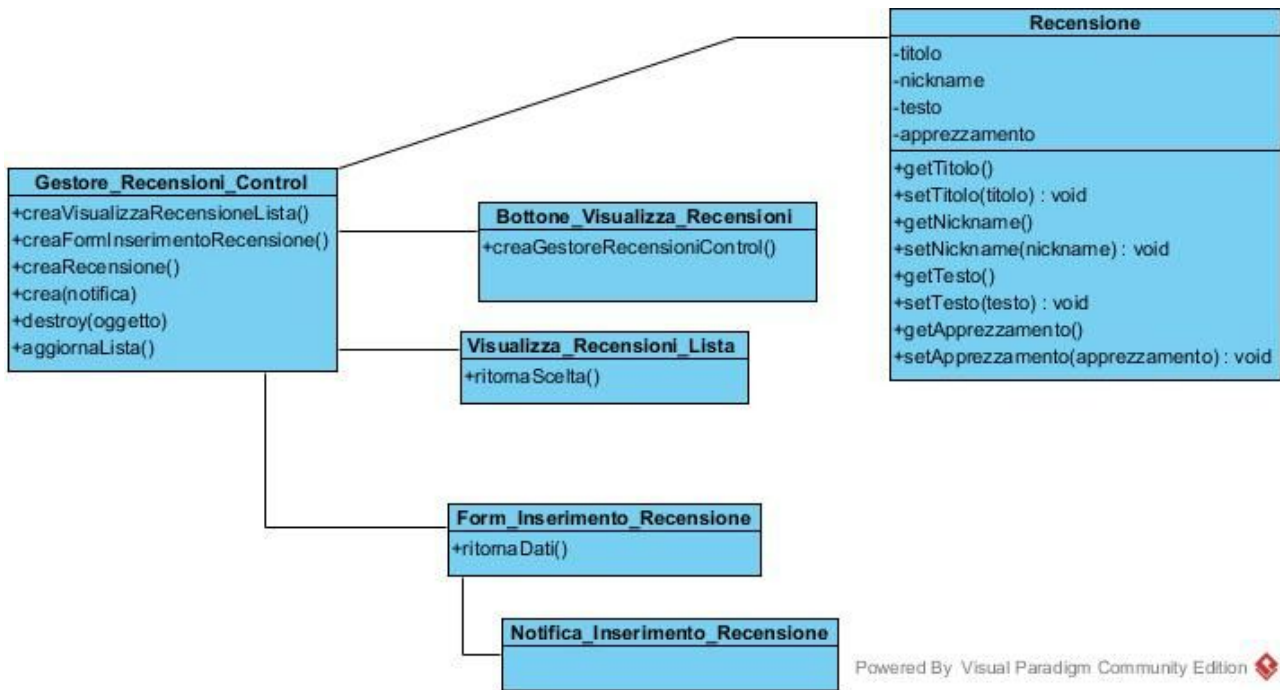 Recensione
-titolo
-nickname
-testo
-apprezzamento
+getTitolo()
+setTitolo(titolo) : void
+getNickname()
+setNickname(nickname) : void
+getTesto()
+setTesto(testo) : void
+getApprezzamento()
+setApprezzamento(apprezzamento) : void
Gestore_Recensioni_Control
+creaVisualizzaRecensioneLista()
+creaFormInserimentoRecensione()
+creaRecensione()
+crea(notifica)
+destroy(oggetto)
+aggiornaLista()
Bottone_Visualizza_Recensioni
+creaGestoreRecensioniControl()
Visualizza_Recensioni_Lista
+ritornaScelta()
Form_Inserimento_Recensione
+ritornaDati()
Notifica_Inserimento_Recensione
Powered By Visual Paradigm Community Edition